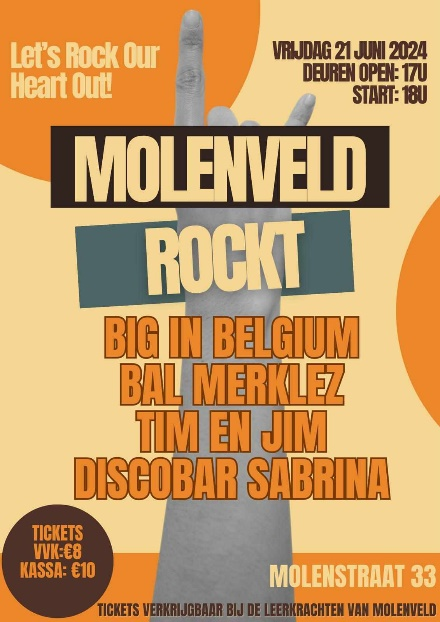 Let's Rock Our
Heart Out!
VRIJDAG 21 JUNI 2024
DEUREN OPEN: 17U
START: 18U
MOLENVELD
ROCKT
BIG IN BELGIUM
BAL MERKLEZ
TIM EN JIM
DISCOBAR SABRINA
TICKETS
VVK:€8
KASSA: €10
MOLENSTRAAT 33
TICKETS VERKRIJGBAAR BIJ DE LEERKRACHTEN VAN MOLENVELD